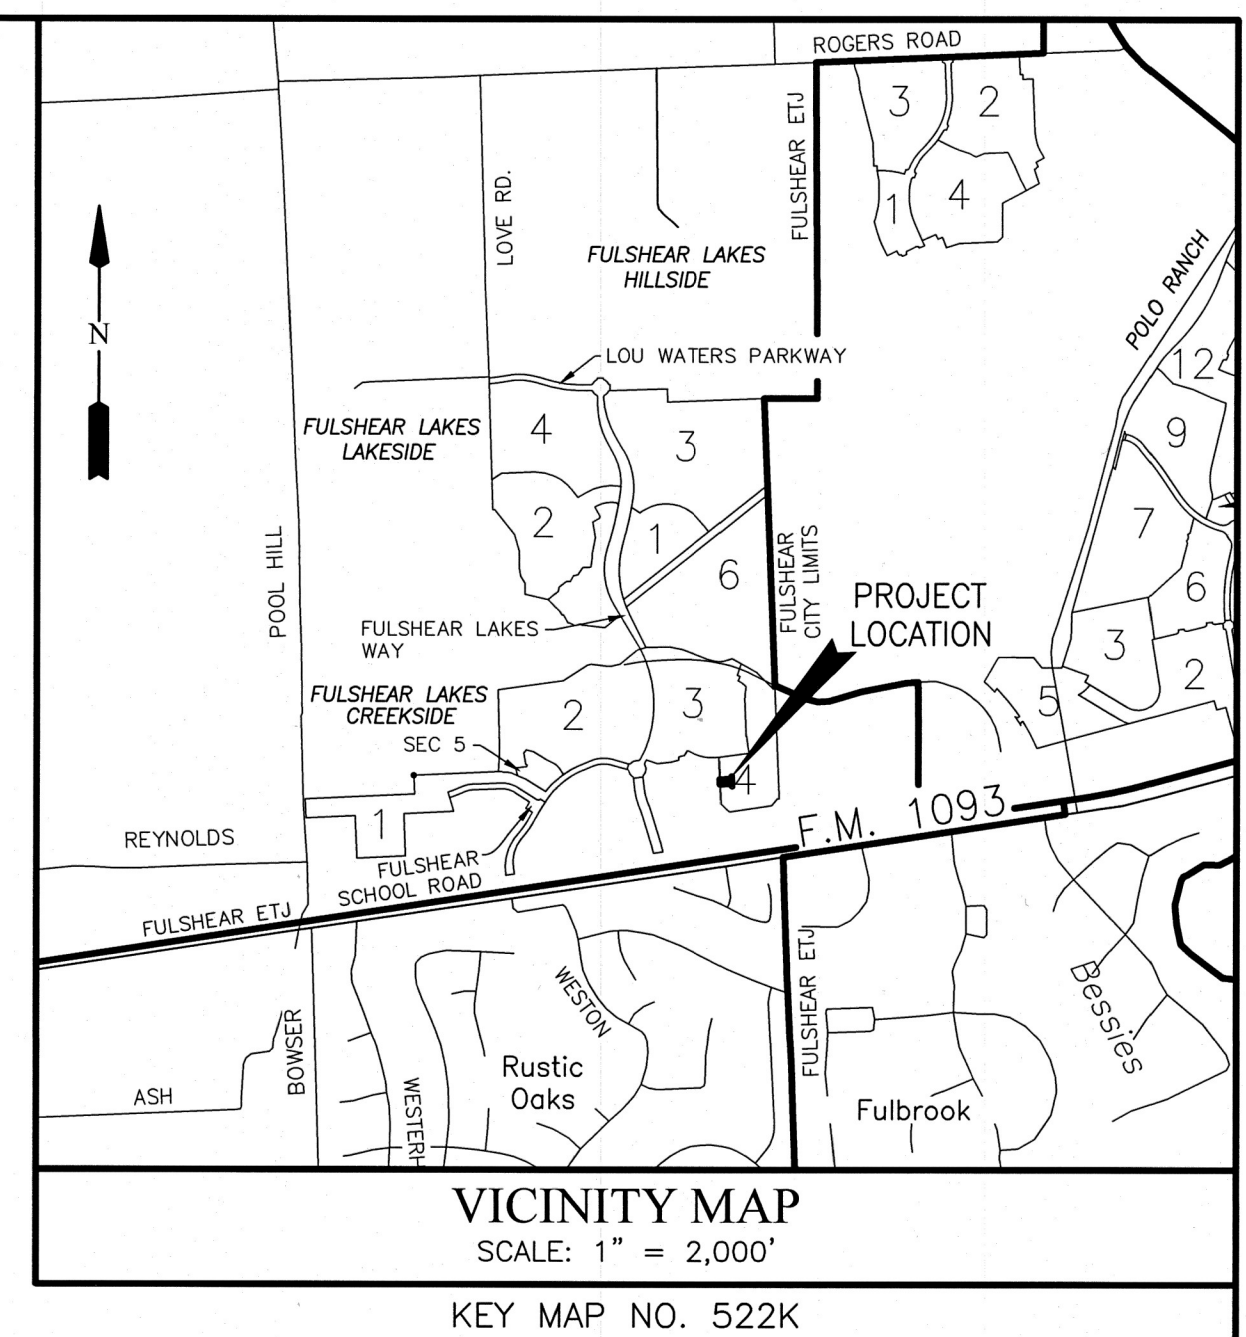 ROGERS ROAD
3
2
FULSHEAR ETJ
1
4
LOVE RD.
FULSHEAR LAKES
HILLSIDE
POLO RANCH
N
LOU WATERS PARKWAY
12
FULSHEAR LAKES
LAKESIDE
4
3
9
POOL HILL
2
1
6
FULSHEAR
CITY LIMITS
7
6
PROJECT
LOCATION
FULSHEAR LAKES
WAY
3
2
5
FULSHEAR LAKES
CREEKSIDE
SEC 5
2
3
4
1
F.M. 1093
REYNOLDS
FULSHEAR
SCHOOL ROAD
FULSHEAR ETJ
WESTON
FULSHEAR ETJ
Bessies
BOWSER
ASH
WESTERH
Rustic
Oaks
Fulbrook
VICINITY MAP
SCALE: 1" = 2,000'
KEY MAP NO. 522K